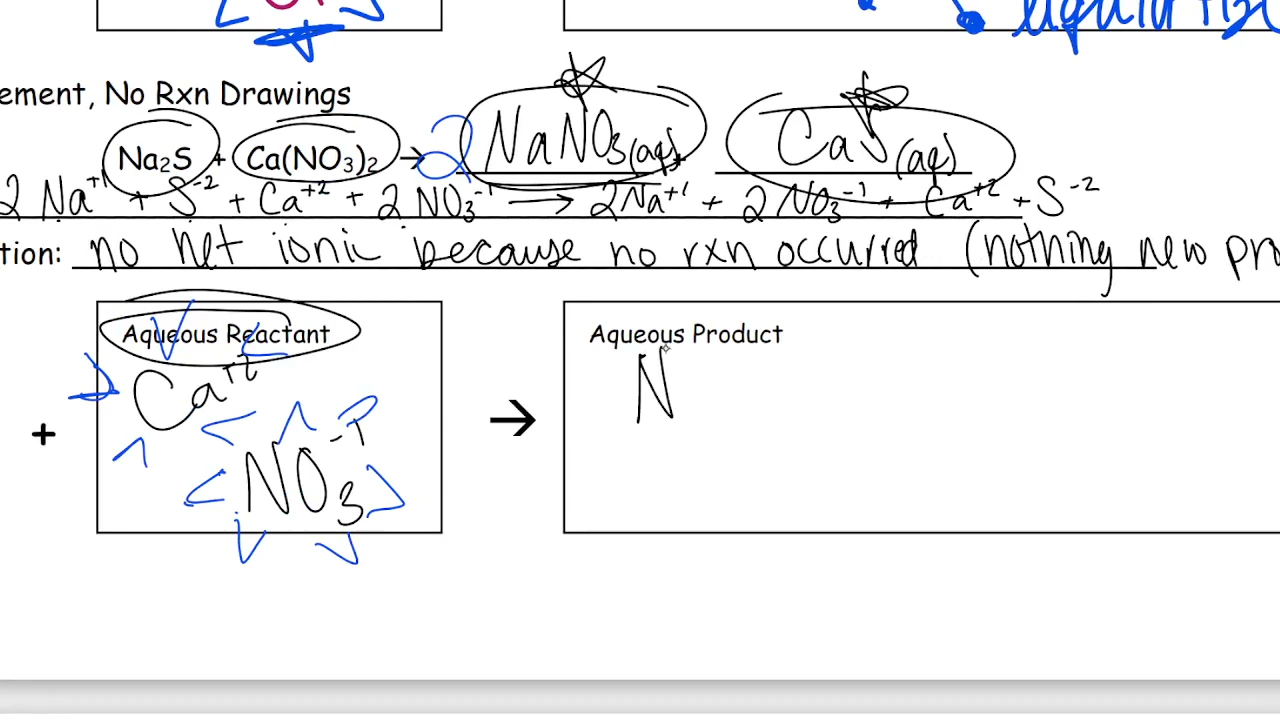 liquid
ement, No Rxn Drawings
Na₂S + Ca(NO₃)₂ → 2 NaNO₃(aq) + CaS(aq)
2 Na⁺¹ + S⁻² + Ca⁺² + 2 NO₃⁻¹ → 2Na⁺¹ + 2 NO₃⁻¹ + Ca⁺² + S⁻²
tion: no net ionic because no rxn occurred (nothing new pro
Aqueous Reactant
Aqueous Product
Ca⁺²
N
+ →
NO₃⁻¹